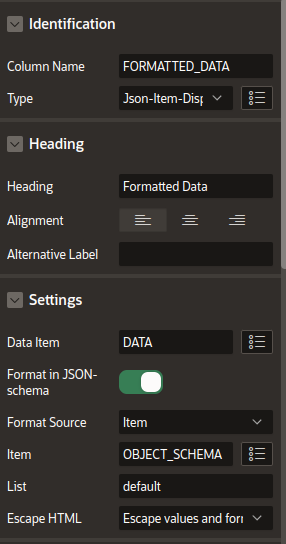 Identification
Column Name FORMATTED_DATA
Type Json-Item-Disp
Heading
Heading Formatted Data
Alignment
Alternative Label
Settings
Data Item DATA
Format in JSON-
schema
Format Source Item
Item OBJECT_SCHEMA
List default
Escape HTML Escape values and for